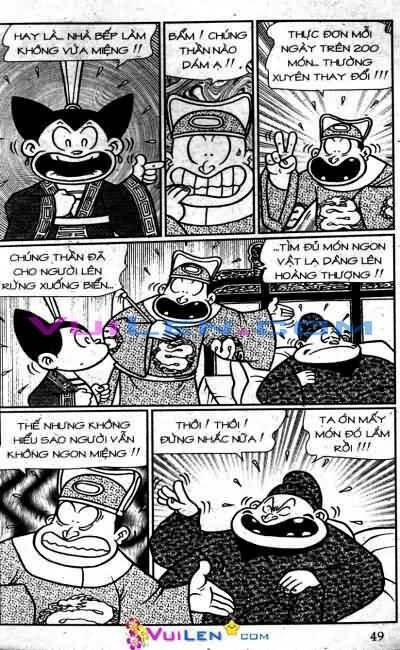 HAY LÀ... NHÀ BẾP LÀM
KHÔNG VỪA MIỆNG !!
BẨM ! CHÚNG
THẦN NÀO
DÁM Ạ !!
THỰC ĐƠN MỖI
NGÀY TRÊN 200
MÓN... THƯỜNG
XUYÊN THAY ĐỔI !!!
CHÚNG THẦN ĐÃ
CHO NGƯỜI LÊN
RỪNG XUỐNG BIỂN...
...TÌM ĐỦ MÓN NGON
VẬT LẠ DÂNG LÊN
HOÀNG THƯỢNG !!
VuiLen.com
THẾ NHƯNG KHÔNG
HIỂU SAO NGƯỜI VẪN
KHÔNG NGON MIỆNG !!
THÔI ! THÔI !
ĐỪNG NHẮC NỮA !
TA ỚN MẤY
MÓN ĐÓ LẮM
RỒI !!!
VuiLen.com
49